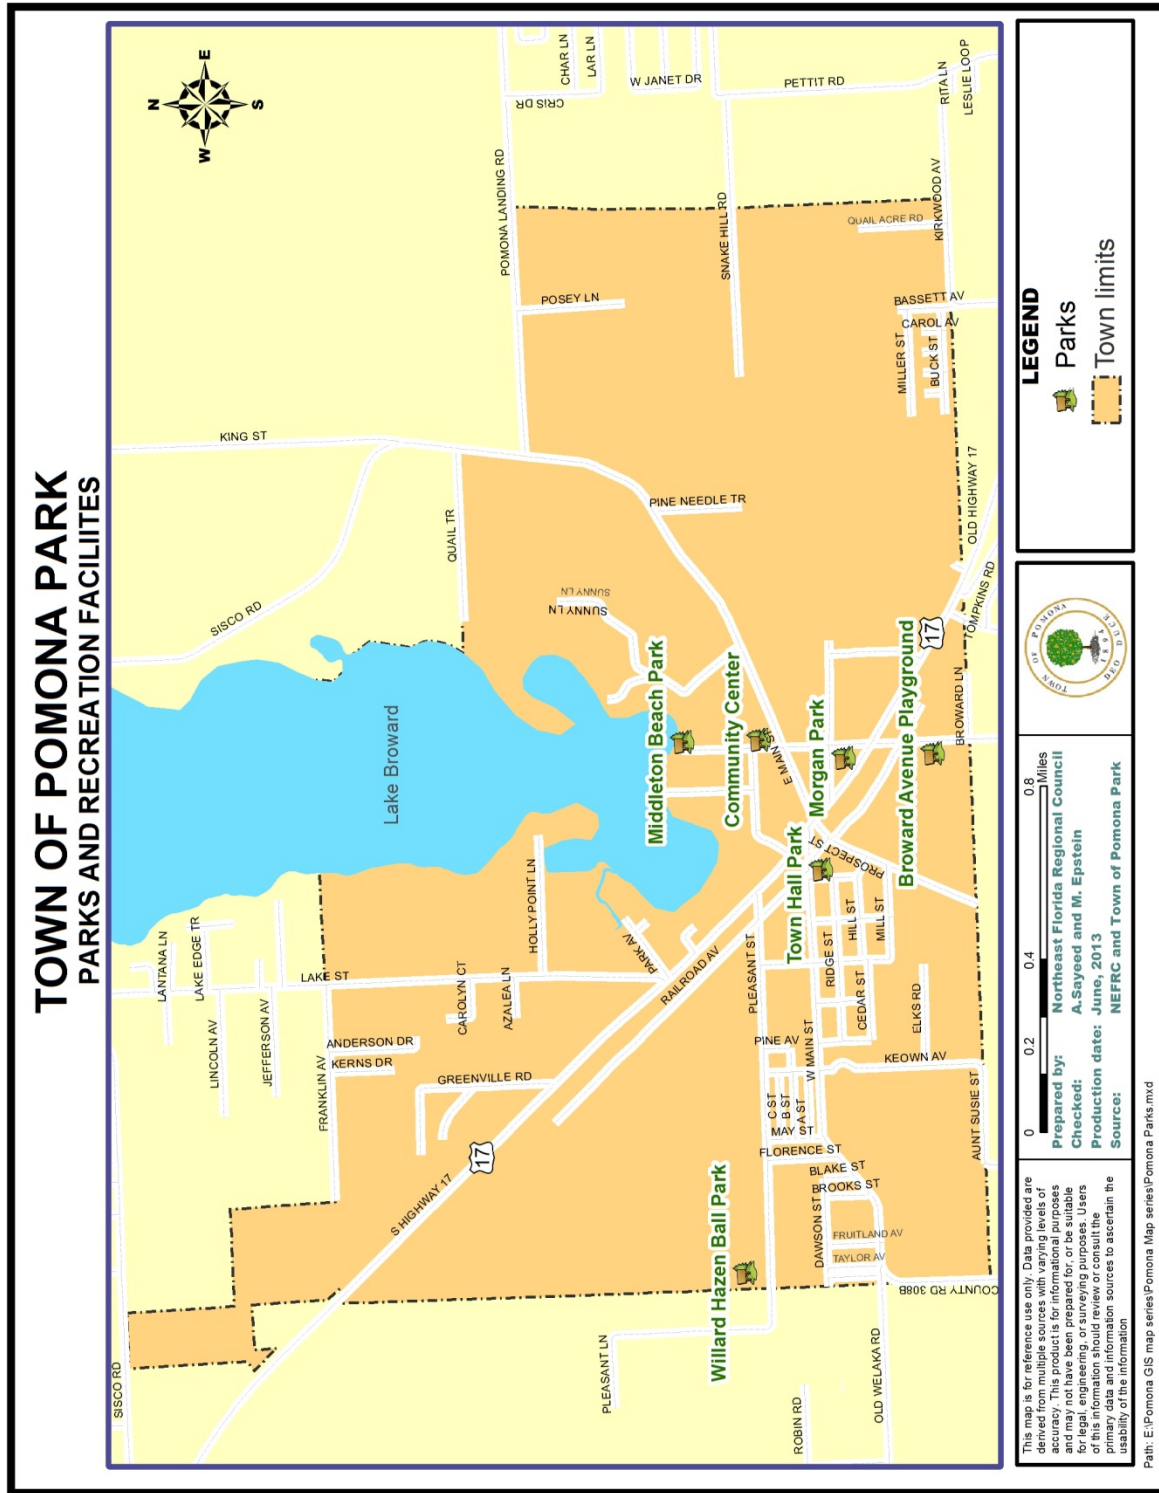 TOWN OF POMONA PARK
PARKS AND RECREATION FACILIITES
N
E
S
W
SISCO RD
KING ST
SISCO RD
QUAIL TR
POMONA LANDING RD
CRIS DR
CHAR LN
LAR LN
W JANET DR
PETTIT RD
RITA LN
LESLIE LOOP
KIRKWOOD AV
QUAIL ACRE RD
SNAKE HILL RD
POSEY LN
BASSETT AV
CAROL AV
MILLER ST
BUCK ST
PINE NEEDLE TR
OLD HIGHWAY 17
TOMPKINS RD
SUNNY LN
SUNNY LN
Lake Broward
LANTANA LN
LAKE EDGE TR
LINCOLN AV
JEFFERSON AV
LAKE ST
FRANKLIN AV
ANDERSON DR
KERNS DR
CAROLYN CT
AZALEA LN
HOLLY POINT LN
GREENVILLE RD
PARK AV
RAILROAD AV
S HIGHWAY 17
17
17
Middleton Beach Park
Community Center
E MAIN ST
Morgan Park
Town Hall Park
PROSPECT ST
Broward Avenue Playground
BROWARD LN
PLEASANT ST
RIDGE ST
HILL ST
MILL ST
CEDAR ST
ELKS RD
W MAIN ST
PINE AV
KEOWN AV
C ST
B ST
A ST
MAY ST
FLORENCE ST
BLAKE ST
BROOKS ST
DAWSON ST
FRUITLAND AV
TAYLOR AV
AUNT SUSIE ST
COUNTY RD 308B
Willard Hazen Ball Park
PLEASANT LN
ROBIN RD
OLD WELAKA RD
This map is for reference use only. Data provided are
derived from multiple sources with varying levels of
accuracy. This product is for informational purposes
and may not have been prepared for, or be suitable
for legal, engineering, or surveying purposes. Users
of this information should review or consult the
primary data and information sources to ascertain the
usability of the information
0 0.2 0.4 0.8
Miles
Prepared by: Northeast Florida Regional Council
Checked: A.Sayeed and M. Epstein
Production date: June, 2013
Source: NEFRC and Town of Pomona Park
TOWN OF POMONA
1894
DEO DUCE
LEGEND
Parks
Town limits
Path: E:\Pomona GIS map series\Pomona Map series\Pomona Parks.mxd